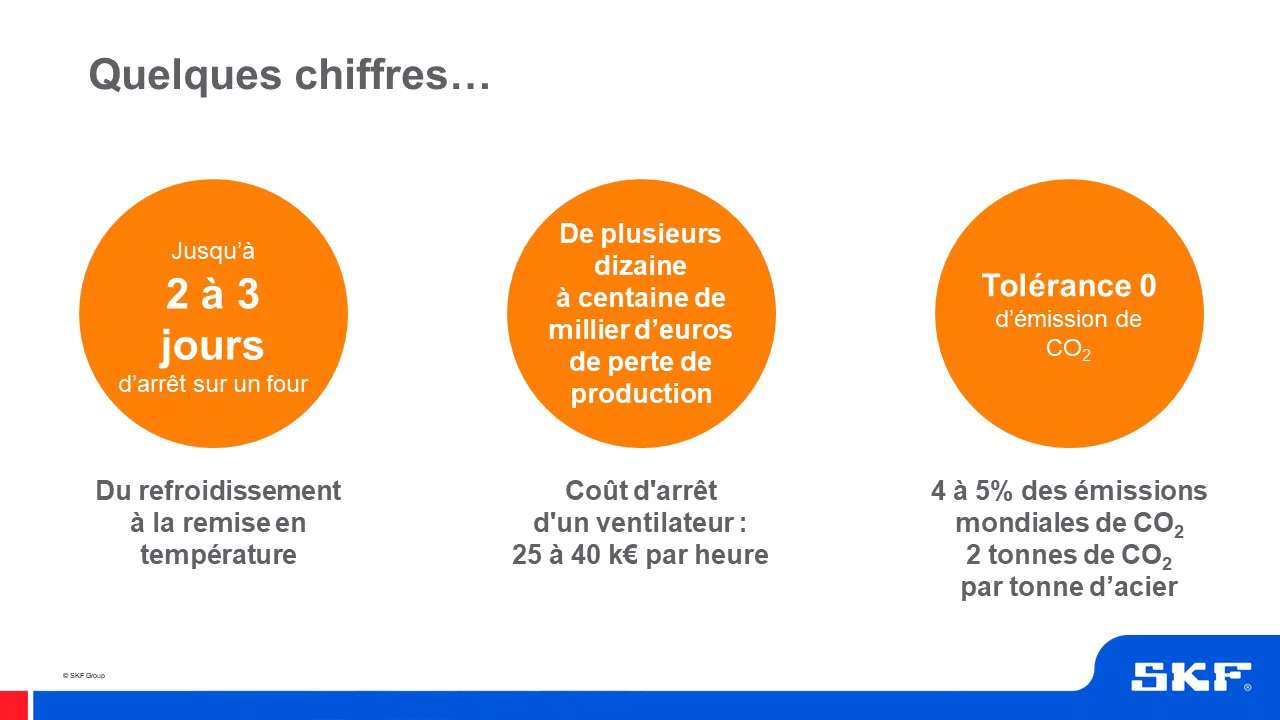 Quelques chiffres…
Jusqu’à
2 à 3
jours
d’arrêt sur un four
Du refroidissement
à la remise en
température
De plusieurs
dizaine
à centaine de
millier d’euros
de perte de
production
Coût d'arrêt
d'un ventilateur :
25 à 40 k€ par heure
Tolérance 0
d’émission de
CO₂
4 à 5% des émissions
mondiales de CO₂
2 tonnes de CO₂
par tonne d’acier
© SKF Group
SKF®